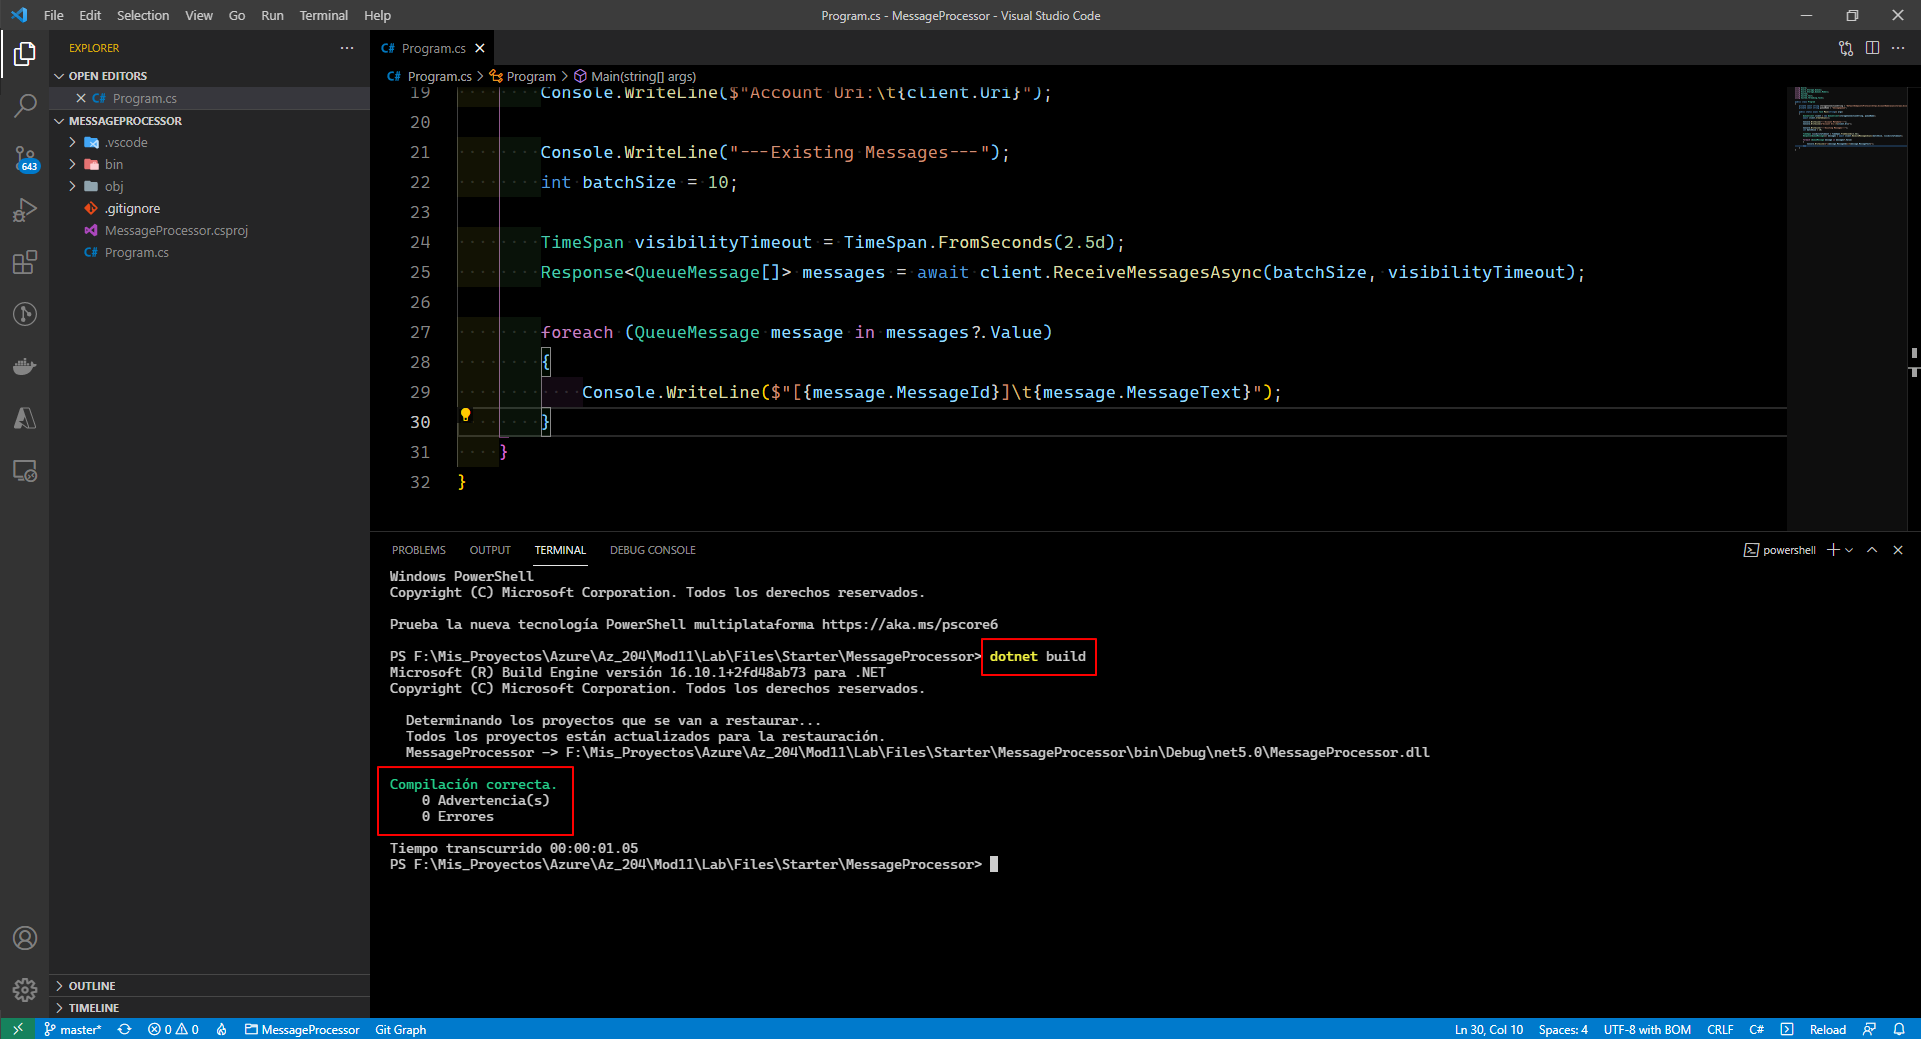 File Edit Selection View Go Run Terminal Help
Program.cs - MessageProcessor - Visual Studio Code
EXPLORER
OPEN EDITORS
C# Program.cs
MESSAGEPROCESSOR
.vscode
bin
obj
.gitignore
MessageProcessor.csproj
C# Program.cs
643
OUTLINE
TIMELINE
C# Program.cs
C# Program.cs > Program > Main(string[] args)
19 Console.WriteLine($"Account Uri:\t{client.Uri}");
20
21 Console.WriteLine("---Existing Messages---");
22 int batchSize = 10;
23
24 TimeSpan visibilityTimeout = TimeSpan.FromSeconds(2.5d);
25 Response<QueueMessage[]> messages = await client.ReceiveMessagesAsync(batchSize, visibilityTimeout);
26
27 foreach (QueueMessage message in messages?.Value)
28 {
29 Console.WriteLine($"[{message.MessageId}]\t{message.MessageText}");
30 }
31 }
32 }
PROBLEMS OUTPUT TERMINAL DEBUG CONSOLE
powershell
Windows PowerShell
Copyright (C) Microsoft Corporation. Todos los derechos reservados.
Prueba la nueva tecnología PowerShell multiplataforma https://aka.ms/pscore6
PS F:\Mis_Proyectos\Azure\Az_204\Mod11\Lab\Files\Starter\MessageProcessor> dotnet build
Microsoft (R) Build Engine versión 16.10.1+2fd48ab73 para .NET
Copyright (C) Microsoft Corporation. Todos los derechos reservados.
Determinando los proyectos que se van a restaurar...
Todos los proyectos están actualizados para la restauración.
MessageProcessor -> F:\Mis_Proyectos\Azure\Az_204\Mod11\Lab\Files\Starter\MessageProcessor\bin\Debug\net5.0\MessageProcessor.dll
Compilación correcta.
0 Advertencia(s)
0 Errores
Tiempo transcurrido 00:00:01.05
PS F:\Mis_Proyectos\Azure\Az_204\Mod11\Lab\Files\Starter\MessageProcessor>
master* 0 0 MessageProcessor Git Graph
Ln 30, Col 10 Spaces: 4 UTF-8 with BOM CRLF C# Reload